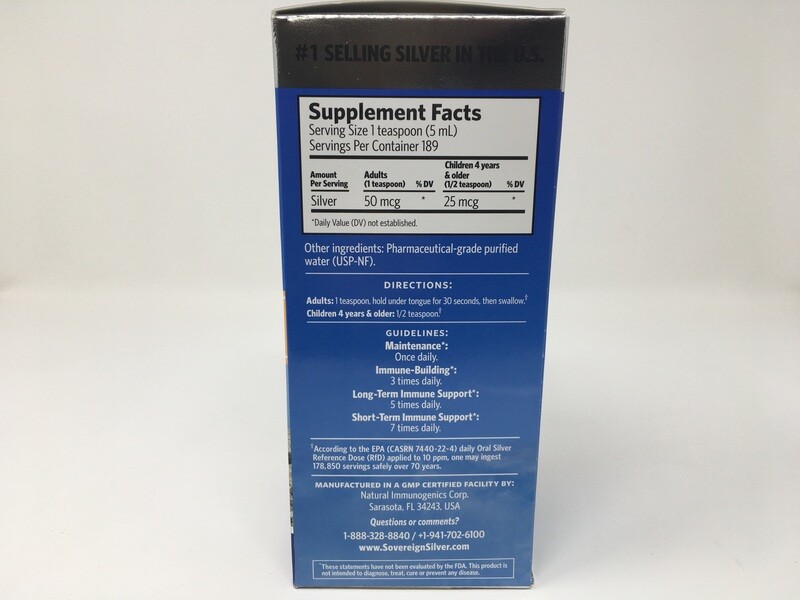 #1 SELLING SILVER IN THE U.S.
Supplement Facts
Serving Size 1 teaspoon (5 mL)
Servings Per Container 189
Amount Per Serving Adults (1 teaspoon) % DV Children 4 years & older (1/2 teaspoon) % DV
Silver 50 mcg * 25 mcg *
*Daily Value (DV) not established.
Other ingredients: Pharmaceutical-grade purified
water (USP-NF).
DIRECTIONS:
Adults: 1 teaspoon, hold under tongue for 30 seconds, then swallow.†
Children 4 years & older: 1/2 teaspoon.†
GUIDELINES:
Maintenance*:
Once daily.
Immune-Building*:
3 times daily.
Long-Term Immune Support*:
5 times daily.
Short-Term Immune Support*:
7 times daily.
†According to the EPA (CASRN 7440-22-4) daily Oral Silver
Reference Dose (RfD) applied to 10 ppm, one may ingest
178,850 servings safely over 70 years.
MANUFACTURED IN A GMP CERTIFIED FACILITY BY:
Natural Immunogenics Corp.
Sarasota, FL 34243, USA
Questions or comments?
1-888-328-8840 / +1-941-702-6100
www.SovereignSilver.com
*These statements have not been evaluated by the FDA. This product is
not intended to diagnose, treat, cure or prevent any disease.